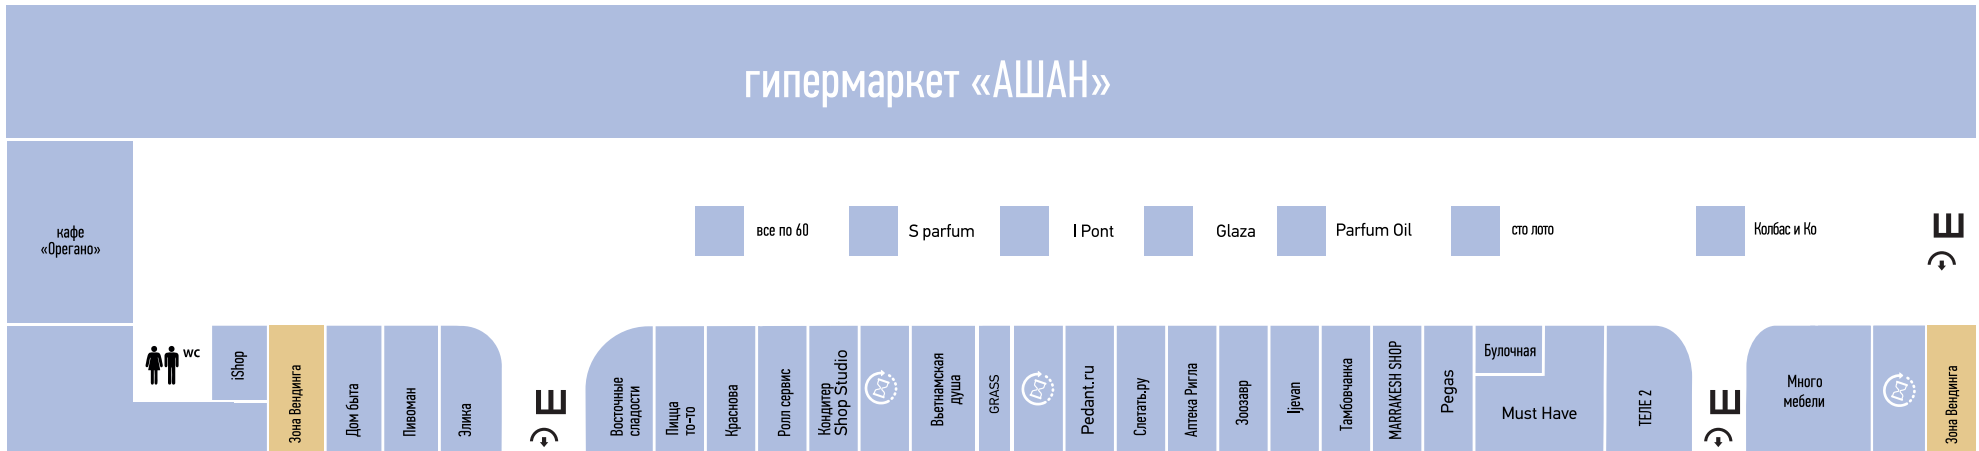 гипермаркет «АШАН»
кафе
«Орегано»
все по 60
S parfum
I Pont
Glaza
Parfum Oil
сто лото
Колбас и Ко
Е
wc
iShop
Зона Вендинга
Дом быта
Пивоман
Элика
Е
Восточные
сладости
Пицца
то-то
Краснова
Ролл сервис
Кондитер
Shop Studio
Вьетнамская
душа
GRASS
Pedant.ru
Слетать.ру
Аптека Ригла
Зоозавр
Ijevan
Тамбовчанка
MARRAKESH SHOP
Pegas
Булочная
Must Have
ТЕЛЕ 2
Е
Много
мебели
Зона Вендинга